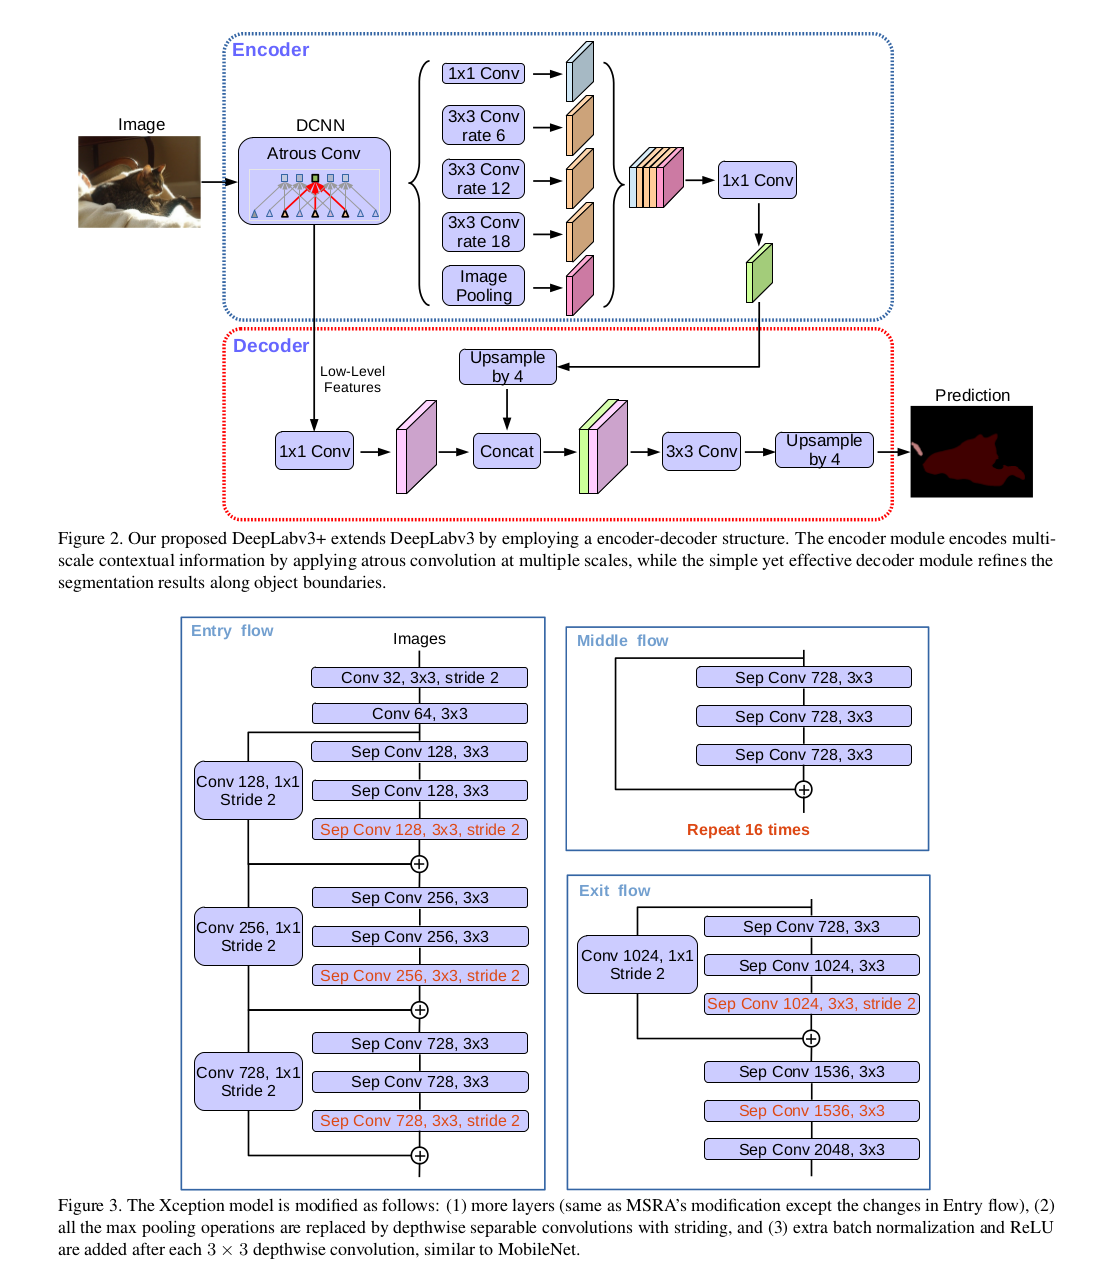 Encoder
Image
DCNN
Atrous Conv
1x1 Conv
3x3 Conv
rate 6
3x3 Conv
rate 12
3x3 Conv
rate 18
Image
Pooling
1x1 Conv
Decoder
Low-Level
Features
Upsample
by 4
1x1 Conv
Concat
3x3 Conv
Upsample
by 4
Prediction
Figure 2. Our proposed DeepLabv3+ extends DeepLabv3 by employing a encoder-decoder structure. The encoder module encodes multi-
scale contextual information by applying atrous convolution at multiple scales, while the simple yet effective decoder module refines the
segmentation results along object boundaries.
Entry flow
Images
Conv 32, 3x3, stride 2
Conv 64, 3x3
Sep Conv 128, 3x3
Conv 128, 1x1
Stride 2
Sep Conv 128, 3x3
Sep Conv 128, 3x3, stride 2
Sep Conv 256, 3x3
Conv 256, 1x1
Stride 2
Sep Conv 256, 3x3
Sep Conv 256, 3x3, stride 2
Sep Conv 728, 3x3
Conv 728, 1x1
Stride 2
Sep Conv 728, 3x3
Sep Conv 728, 3x3, stride 2
Middle flow
Sep Conv 728, 3x3
Sep Conv 728, 3x3
Sep Conv 728, 3x3
Repeat 16 times
Exit flow
Sep Conv 728, 3x3
Conv 1024, 1x1
Stride 2
Sep Conv 1024, 3x3
Sep Conv 1024, 3x3, stride 2
Sep Conv 1536, 3x3
Sep Conv 1536, 3x3
Sep Conv 2048, 3x3
Figure 3. The Xception model is modified as follows: (1) more layers (same as MSRA's modification except the changes in Entry flow), (2)
all the max pooling operations are replaced by depthwise separable convolutions with striding, and (3) extra batch normalization and ReLU
are added after each 3 × 3 depthwise convolution, similar to MobileNet.